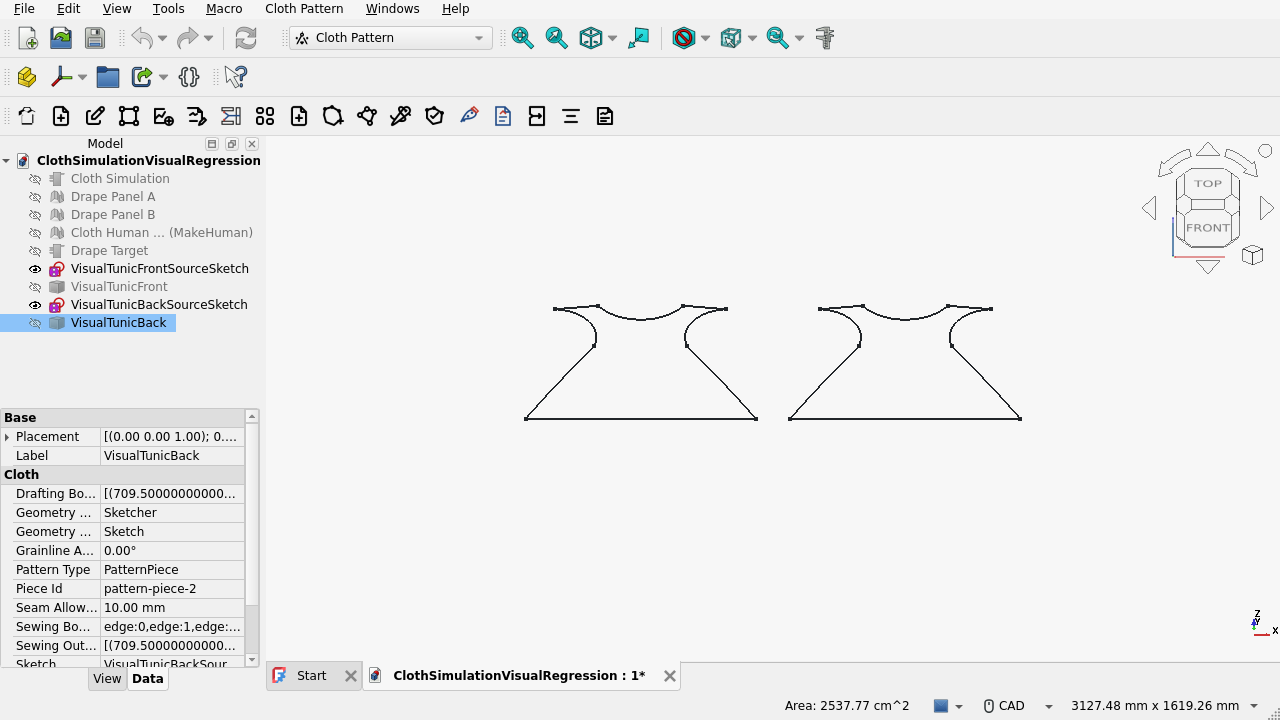 File Edit View Tools Macro Cloth Pattern Windows Help
Cloth Pattern
Model
ClothSimulationVisualRegression
Cloth Simulation
Drape Panel A
Drape Panel B
Cloth Human ... (MakeHuman)
Drape Target
VisualTunicFrontSourceSketch
VisualTunicFront
VisualTunicBackSourceSketch
VisualTunicBack
TOP
FRONT
Base
Placement [(0.00 0.00 1.00); 0....
Label VisualTunicBack
Cloth
Drafting Bo... [(709.50000000000...
Geometry ... Sketcher
Geometry ... Sketch
Grainline A... 0.00°
Pattern Type PatternPiece
Piece Id pattern-piece-2
Seam Allow... 10.00 mm
Sewing Bo... edge:0,edge:1,edge:...
Sewing Out... [(709.50000000000...
Sketch VisualTunicBackSour...
View Data
Z
Y
X
Start ClothSimulationVisualRegression : 1*
Area: 2537.77 cm^2 CAD 3127.48 mm x 1619.26 mm